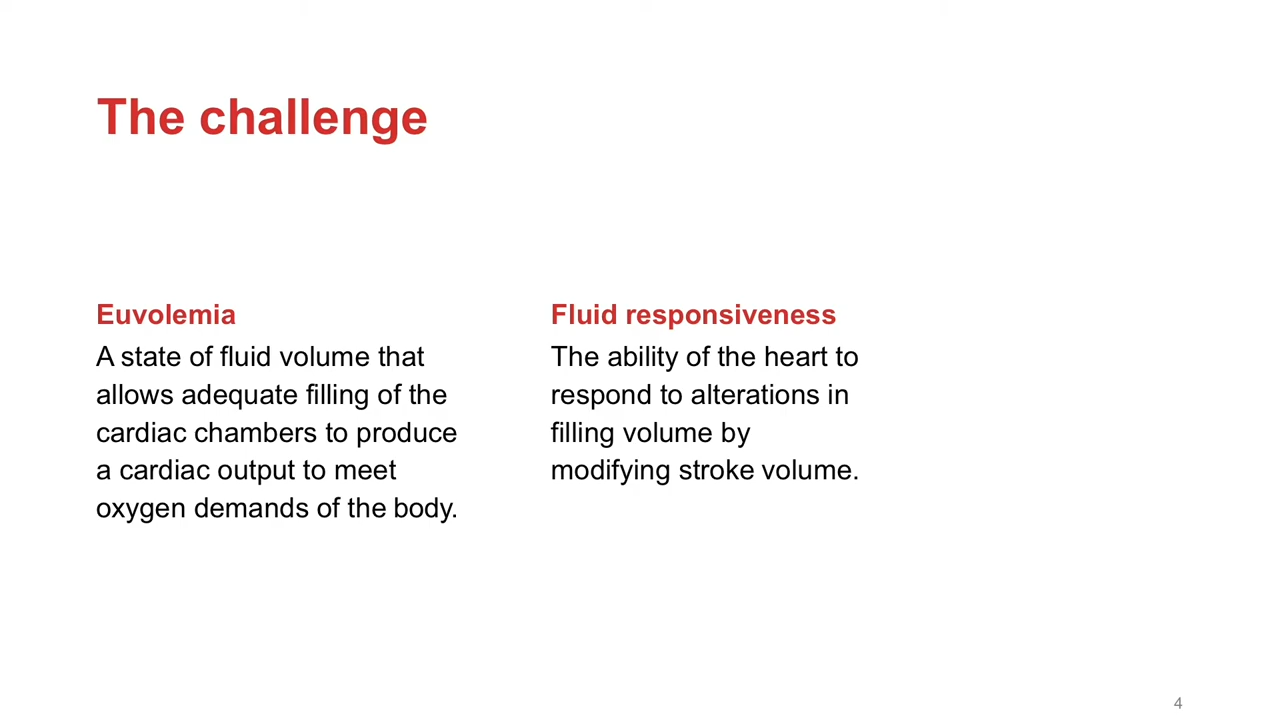 The challenge
Euvolemia
A state of fluid volume that
allows adequate filling of the
cardiac chambers to produce
a cardiac output to meet
oxygen demands of the body.
Fluid responsiveness
The ability of the heart to
respond to alterations in
filling volume by
modifying stroke volume.
4